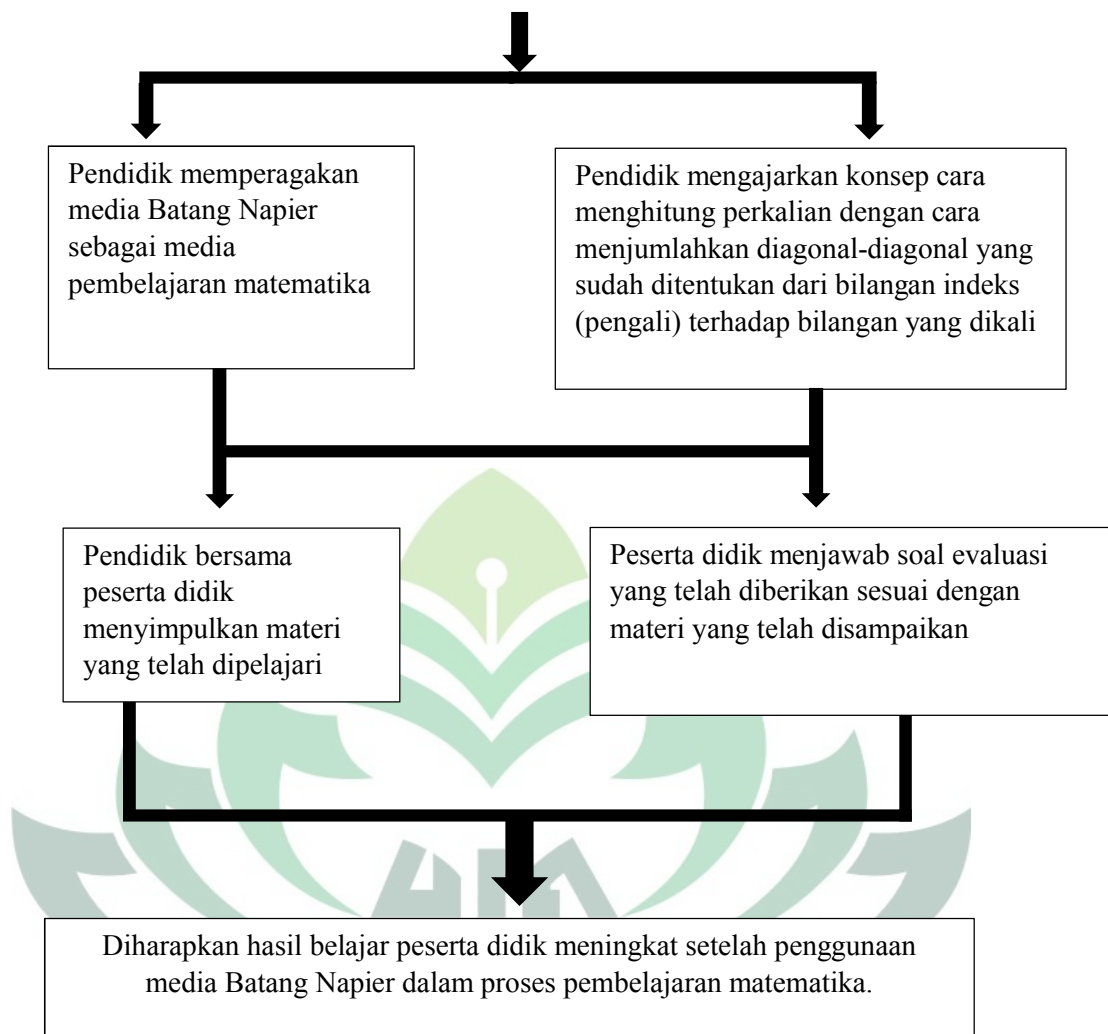 Pendidik memperagakan
media Batang Napier
sebagai media
pembelajaran matematika
Pendidik mengajarkan konsep cara
menghitung perkalian dengan cara
menjumlahkan diagonal-diagonal yang
sudah ditentukan dari bilangan indeks
(pengali) terhadap bilangan yang dikali
Pendidik bersama
peserta didik
menyimpulkan materi
yang telah dipelajari
Peserta didik menjawab soal evaluasi
yang telah diberikan sesuai dengan
materi yang telah disampaikan
Diharapkan hasil belajar peserta didik meningkat setelah penggunaan
media Batang Napier dalam proses pembelajaran matematika.